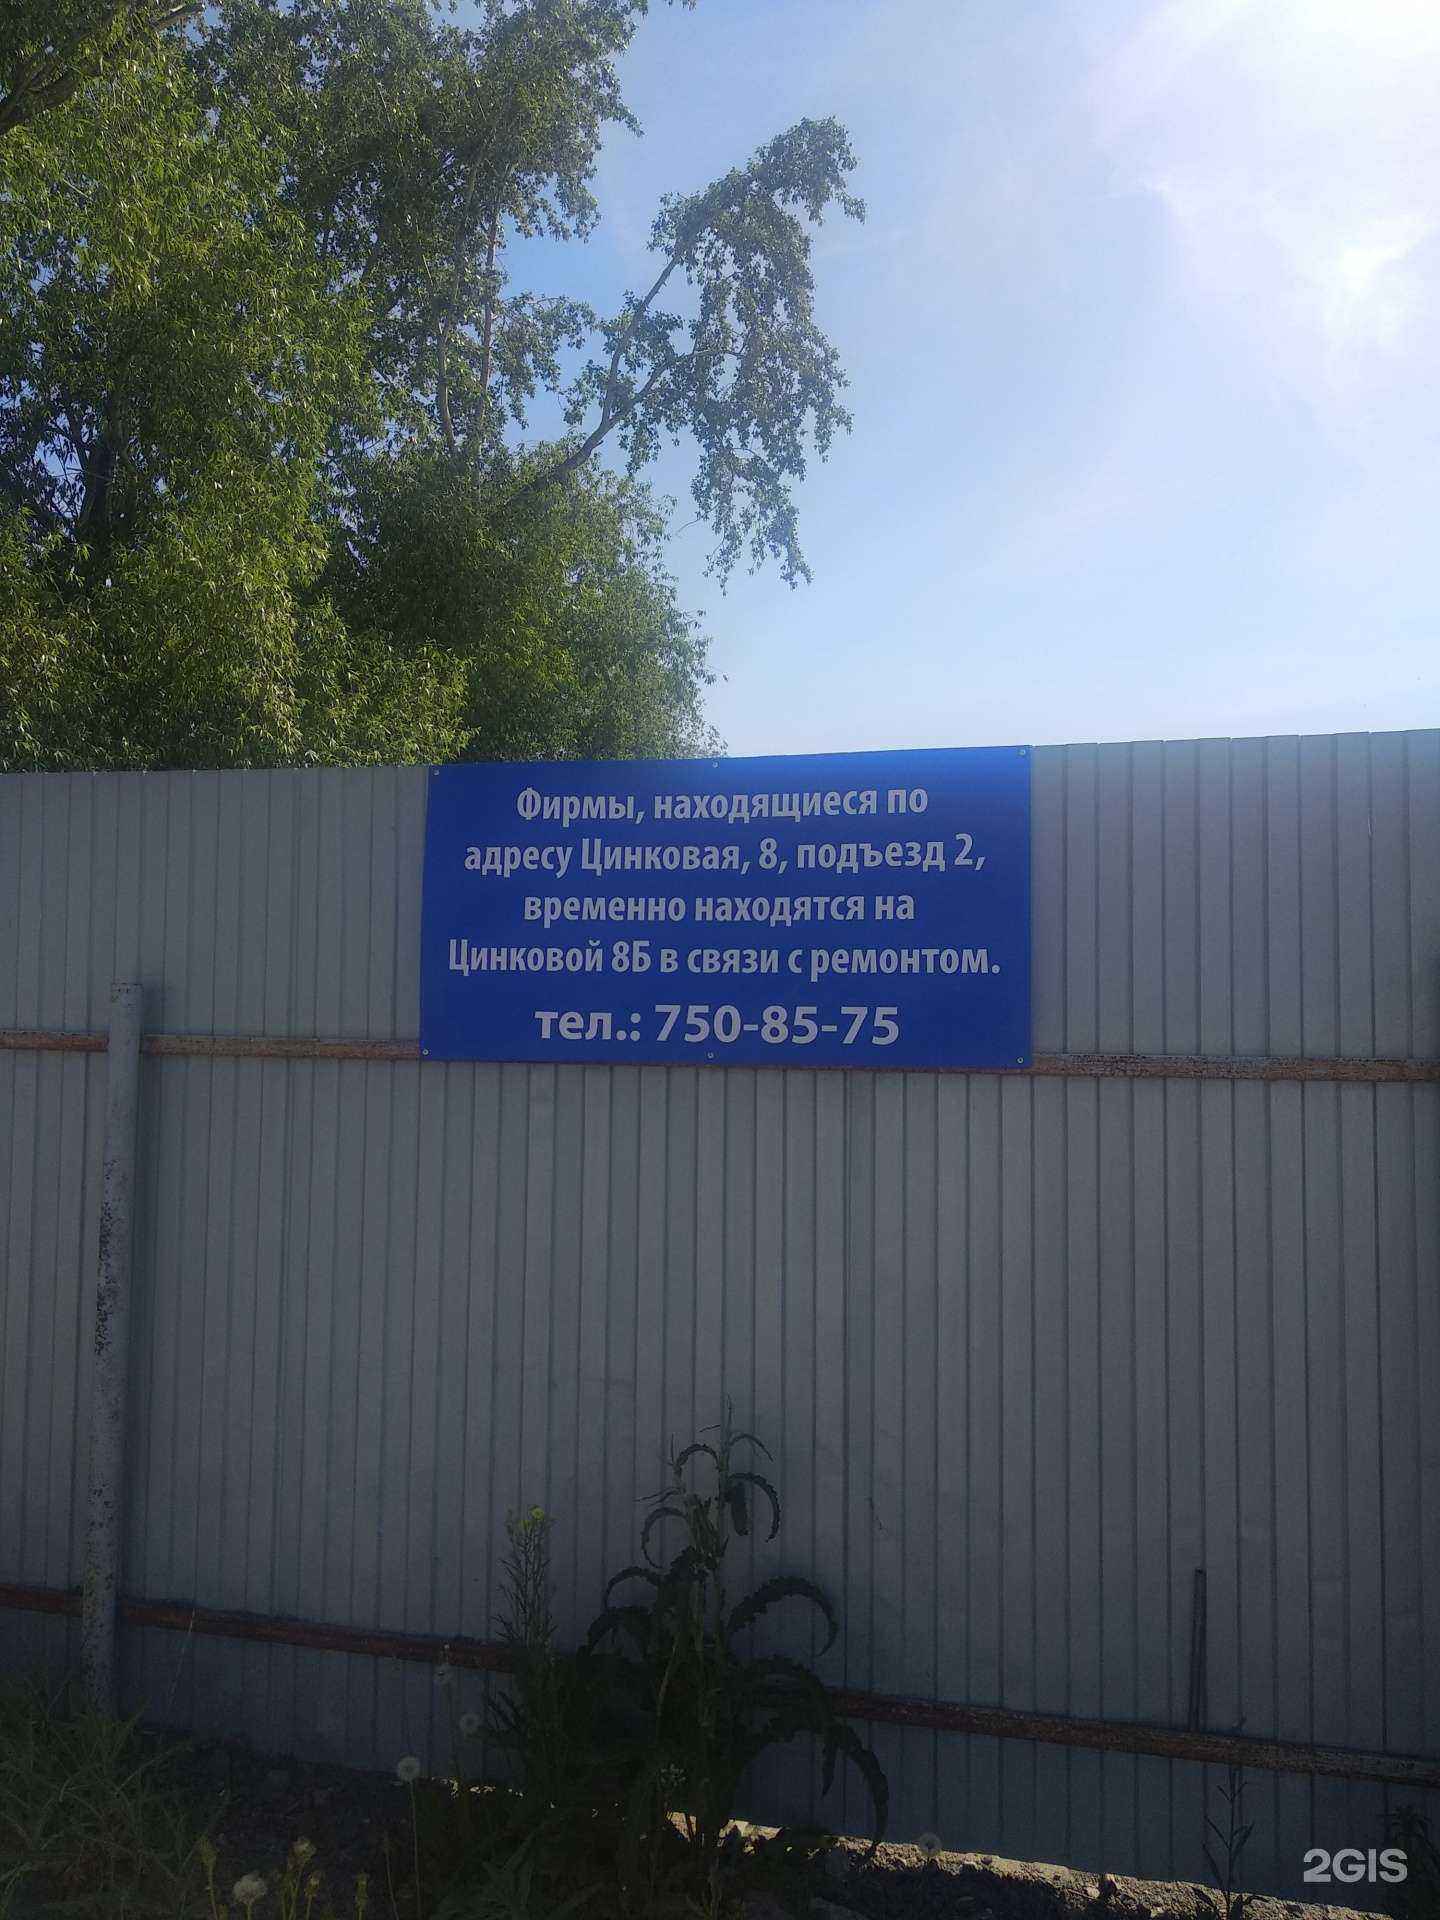 Фирмы, находящиеся по
адресу Цинковая, 8, подъезд 2,
временно находятся на
Цинковой 8Б в связи с ремонтом.
тел.: 750-85-75
2GIS